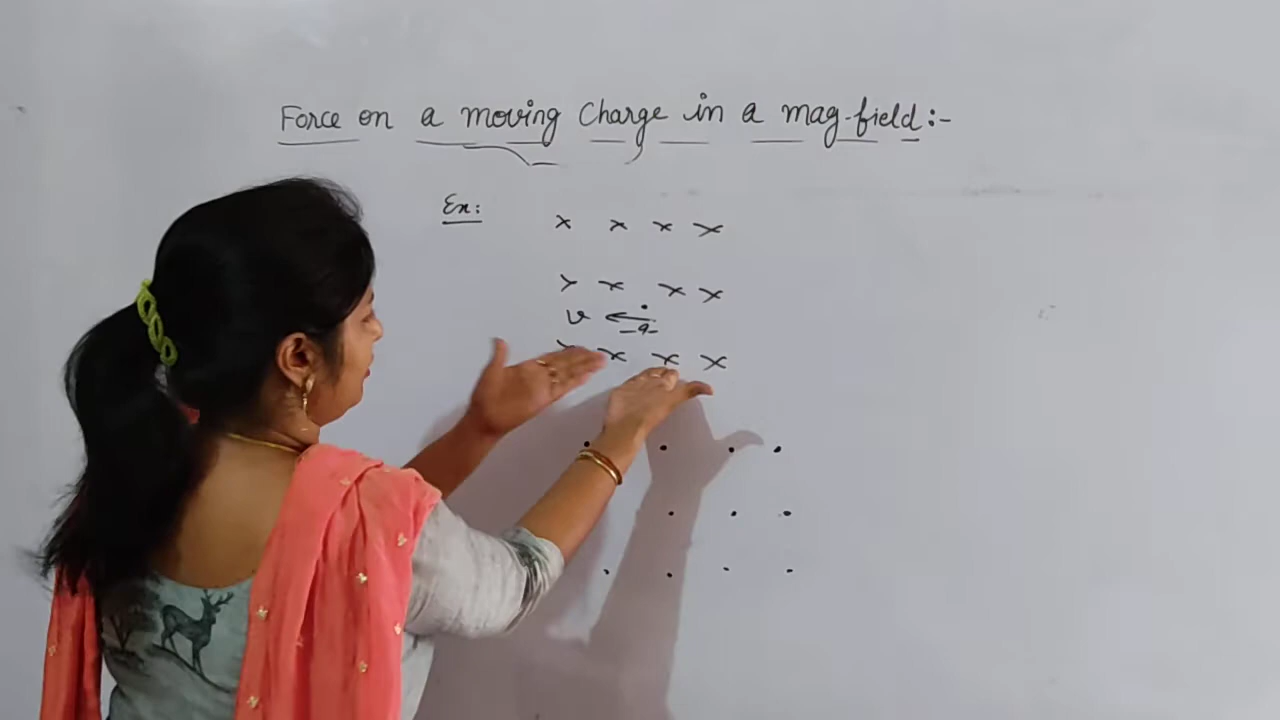 Force on a moving Charge in a mag-field:-
Ex:
x x x x
x x x x
v ← -q-
x x x x
. . . .
. . .
. . . .